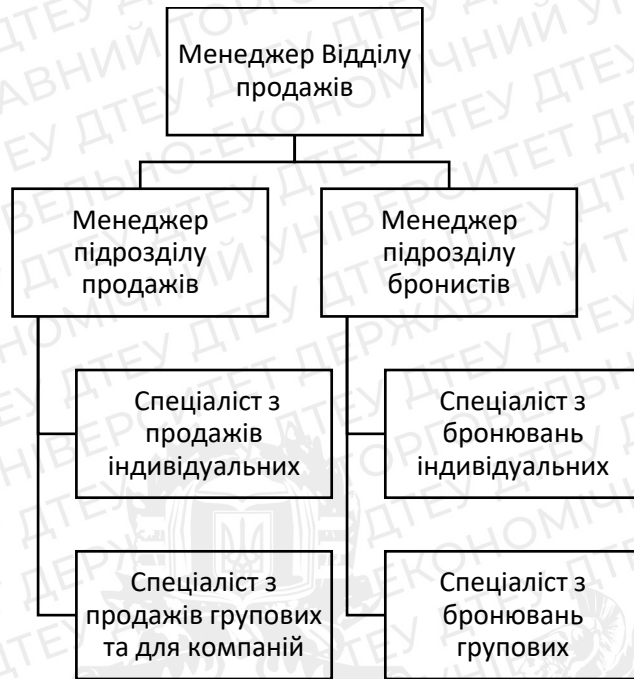 Менеджер Відділу
продажів
Менеджер
підрозділу
продажів
Менеджер
підрозділу
бронистів
Спеціаліст з
продажів
індивідуальних
Спеціаліст з
бронювань
індивідуальних
Спеціаліст з
продажів групових
та для компаній
Спеціаліст з
бронювань
групових